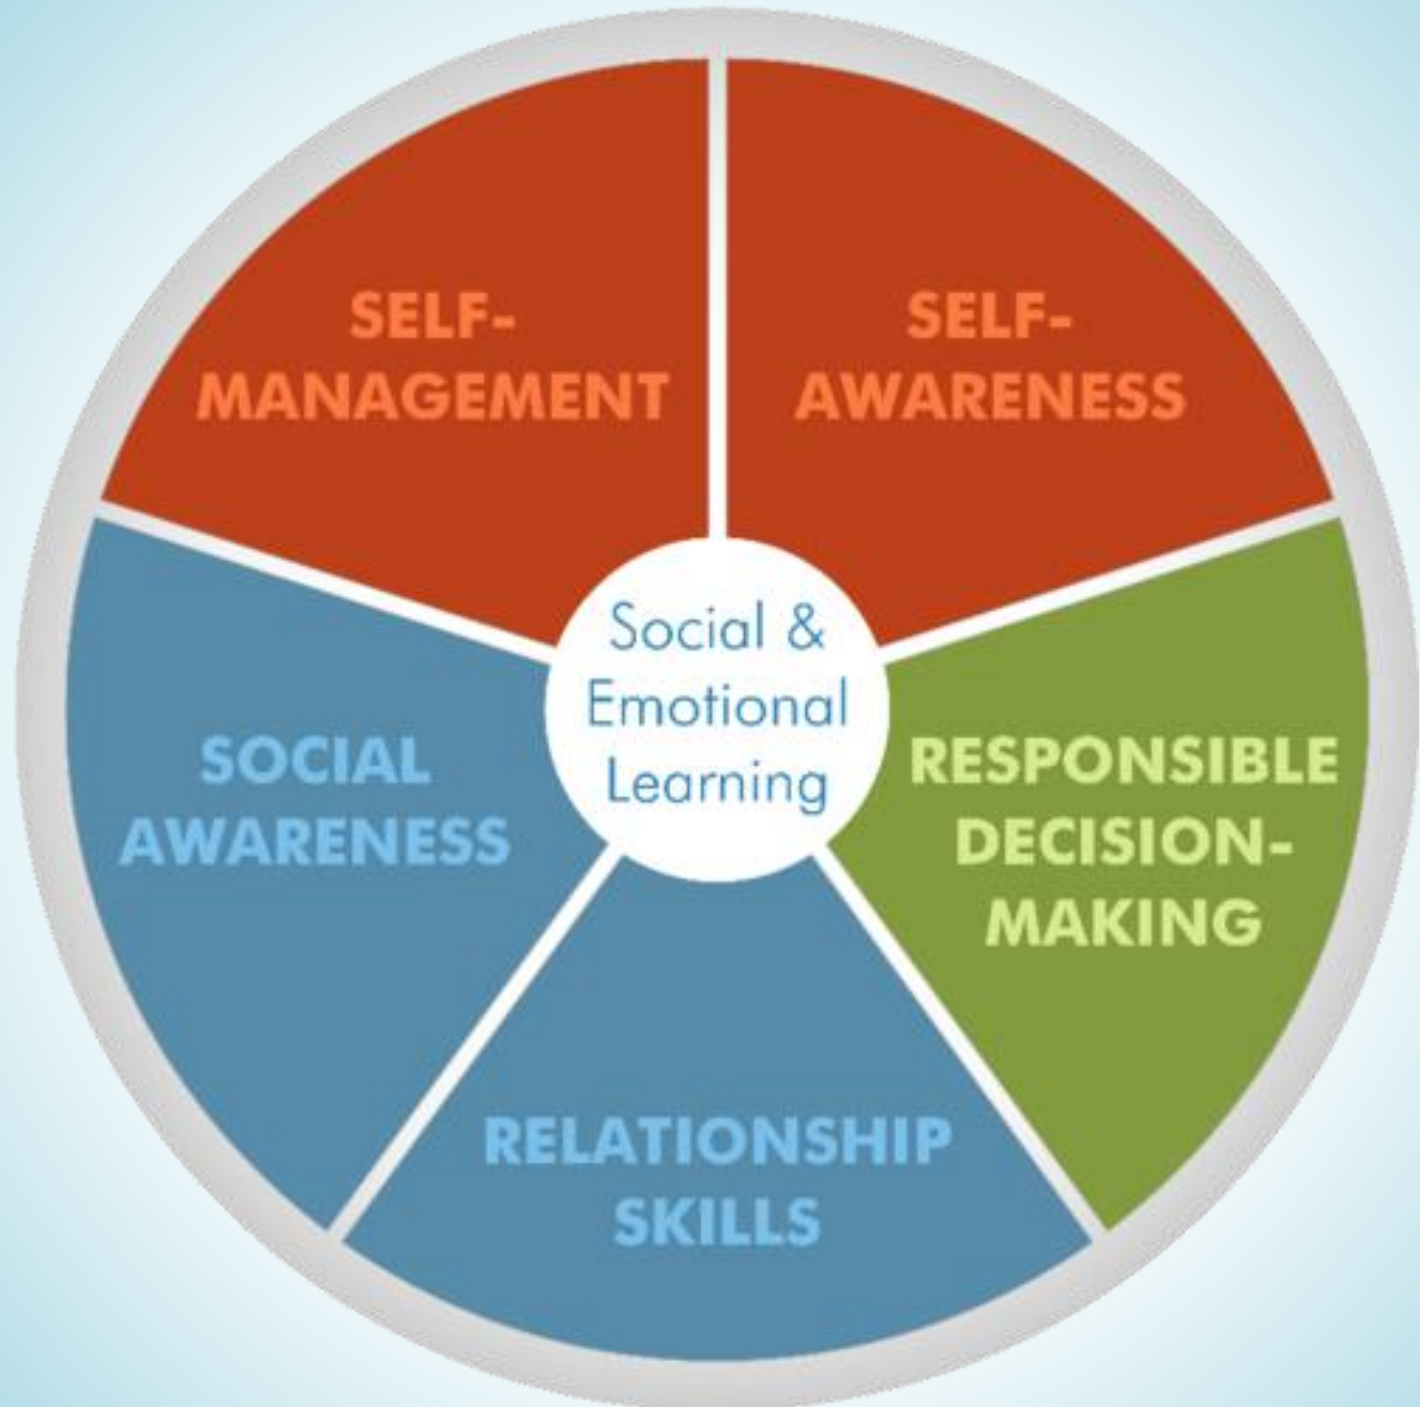 SELF-
MANAGEMENT
SELF-
AWARENESS
Social &
Emotional
Learning
SOCIAL
AWARENESS
RESPONSIBLE
DECISION-
MAKING
RELATIONSHIP
SKILLS